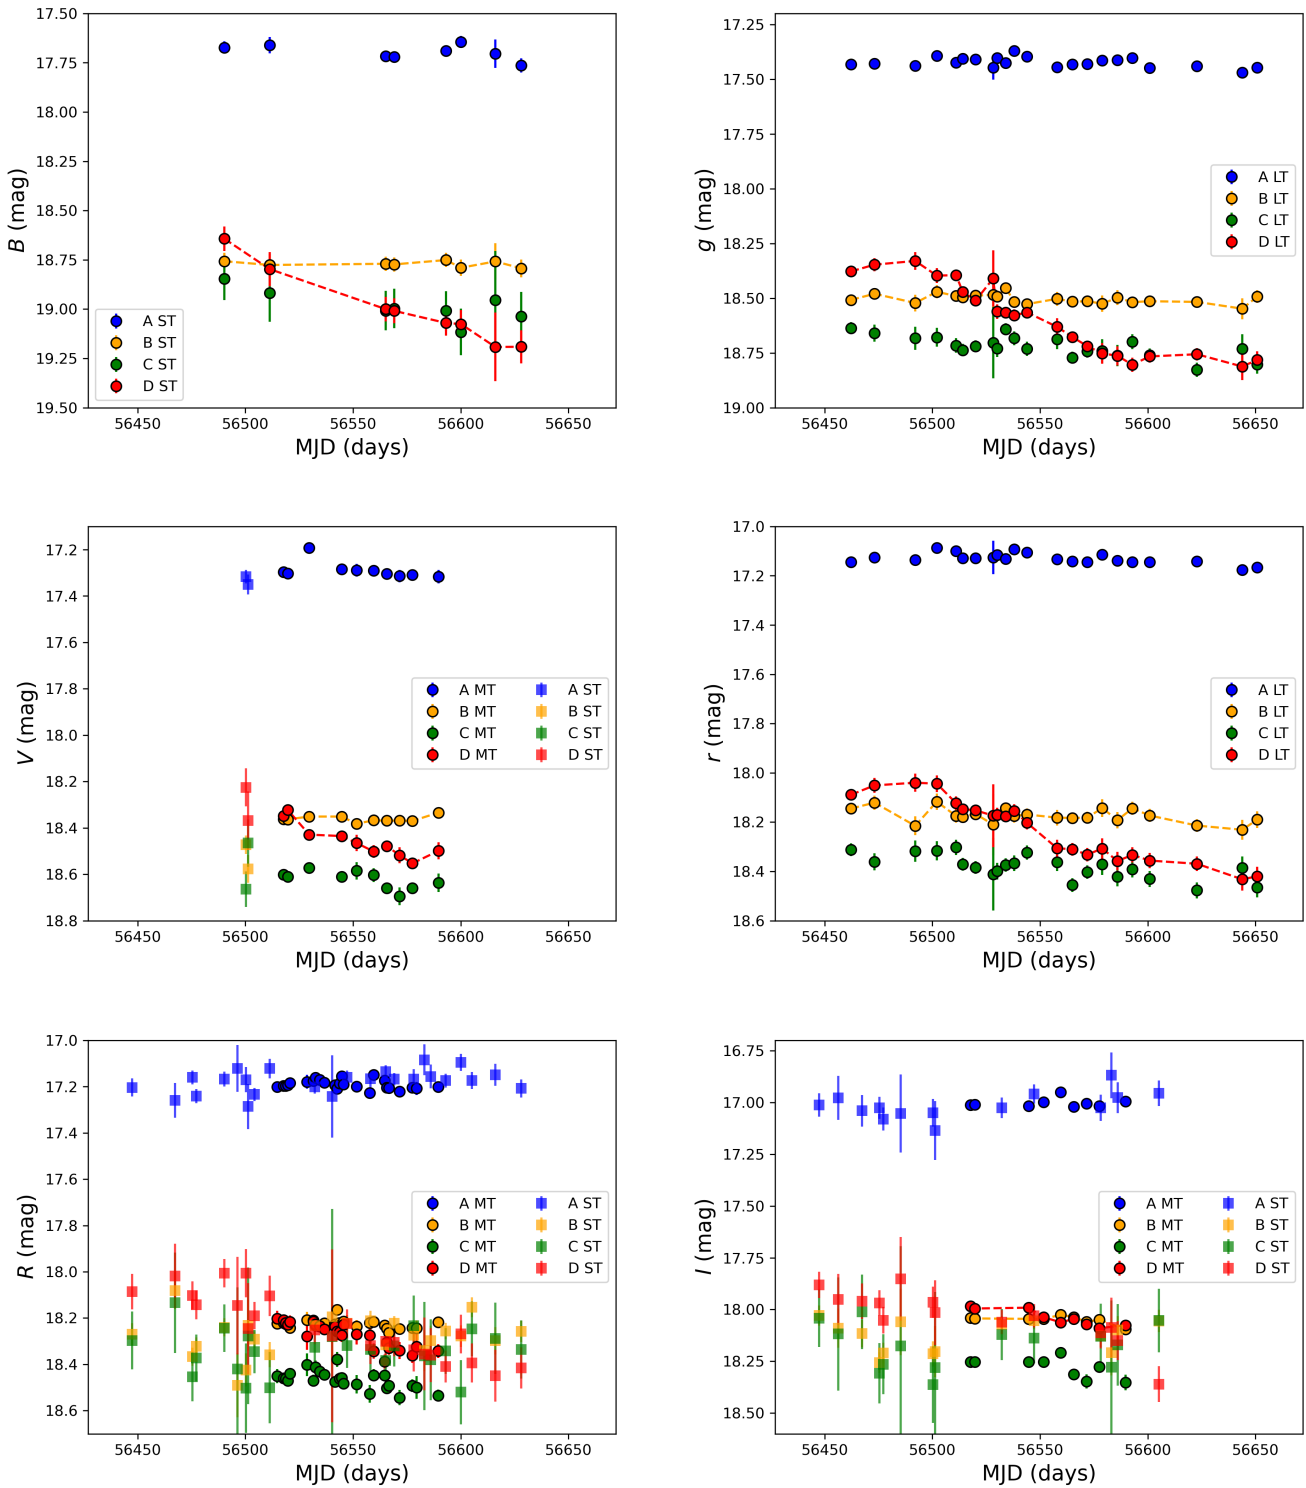 17.50
17.75
18.00
18.25
18.50
18.75
19.00
19.25
19.50
B (mag)
A ST
B ST
C ST
D ST
56450 56500 56550 56600 56650
MJD (days)
17.25
17.50
17.75
18.00
18.25
18.50
18.75
19.00
g (mag)
A LT
B LT
C LT
D LT
56450 56500 56550 56600 56650
MJD (days)
17.2
17.4
17.6
17.8
18.0
18.2
18.4
18.6
18.8
V (mag)
A MT A ST
B MT B ST
C MT C ST
D MT D ST
56450 56500 56550 56600 56650
MJD (days)
17.0
17.2
17.4
17.6
17.8
18.0
18.2
18.4
18.6
r (mag)
A LT
B LT
C LT
D LT
56450 56500 56550 56600 56650
MJD (days)
17.0
17.2
17.4
17.6
17.8
18.0
18.2
18.4
18.6
R (mag)
A MT A ST
B MT B ST
C MT C ST
D MT D ST
56450 56500 56550 56600 56650
MJD (days)
16.75
17.00
17.25
17.50
17.75
18.00
18.25
18.50
I (mag)
A MT A ST
B MT B ST
C MT C ST
D MT D ST
56450 56500 56550 56600 56650
MJD (days)